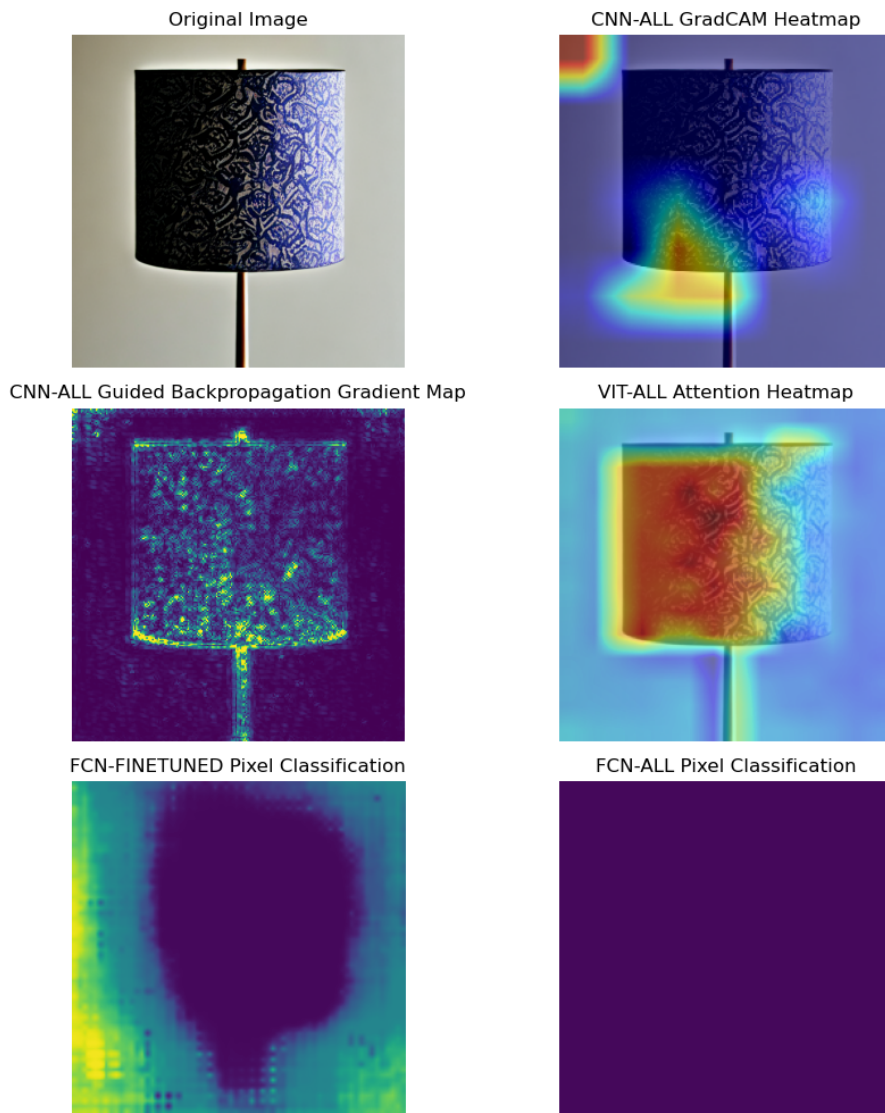 Original Image
CNN-ALL GradCAM Heatmap
CNN-ALL Guided Backpropagation Gradient Map
VIT-ALL Attention Heatmap
FCN-FINETUNED Pixel Classification
FCN-ALL Pixel Classification